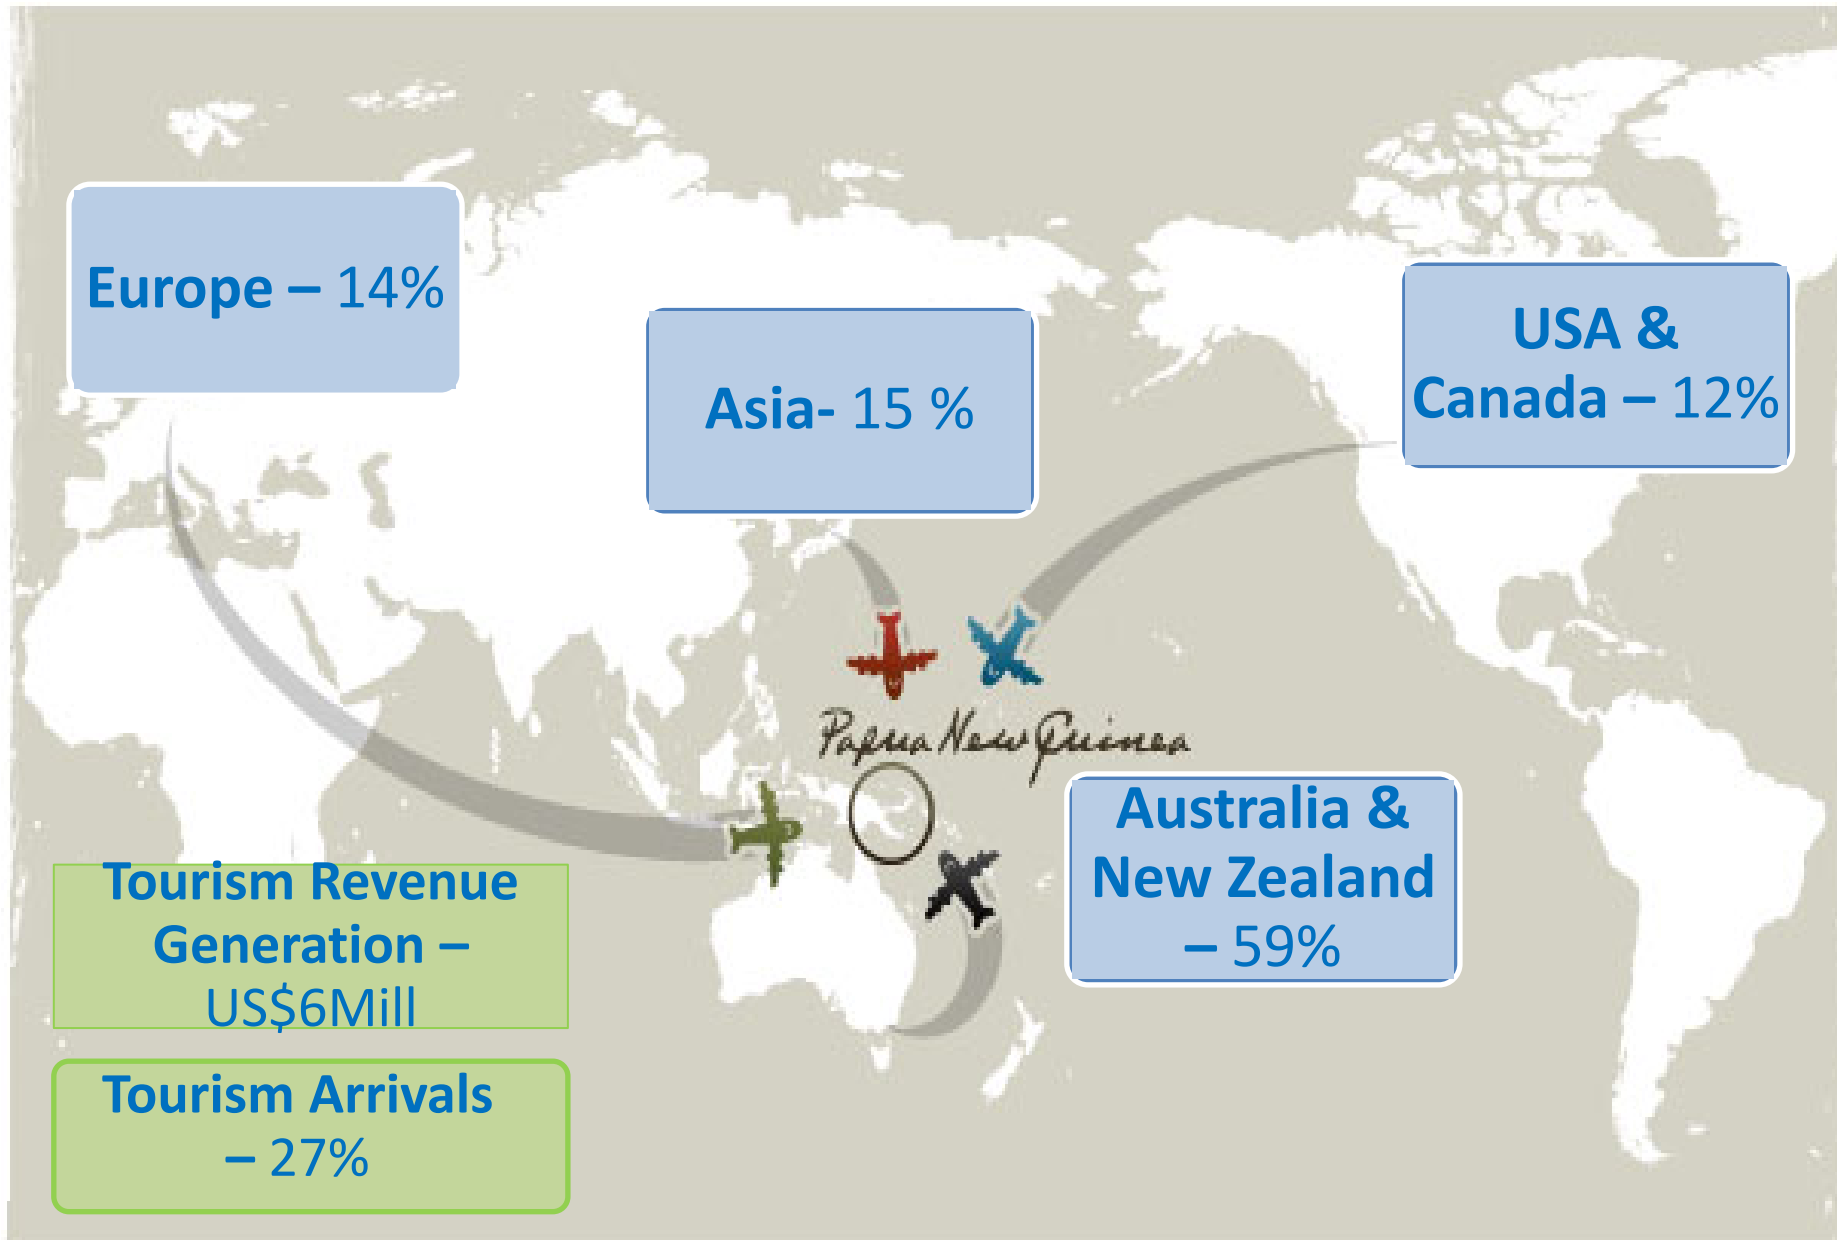 Europe – 14%
Asia- 15 %
USA &
Canada – 12%
Papua New Guinea
Australia &
New Zealand
– 59%
Tourism Revenue
Generation –
US$6Mill
Tourism Arrivals
– 27%